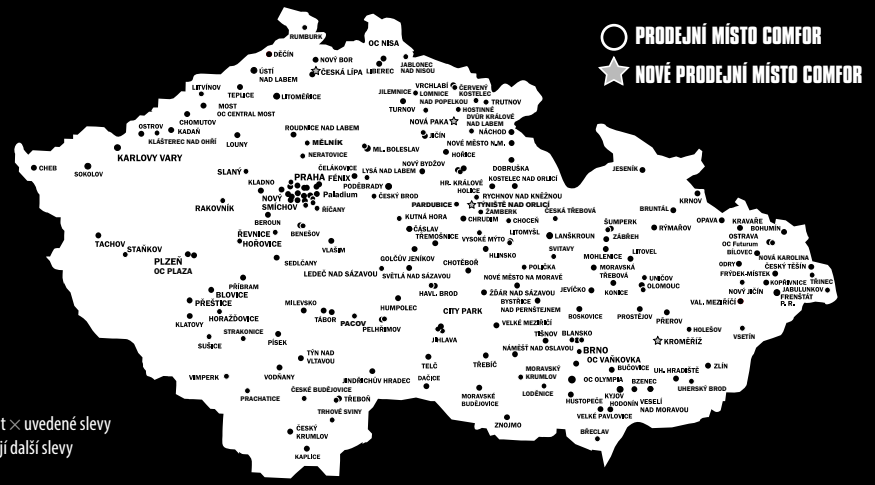 PRODEJNÍ MÍSTO COMFOR
NOVÉ PRODEJNÍ MÍSTO COMFOR
RUMBURK
OC NISA
DĚČÍN
NOVÝ BOR
ÚSTÍ
NAD LABEM
ČESKÁ LÍPA
LIBEREC
JABLONEC
NAD NISOU
LITVÍNOV
TEPLICE
LITOMĚŘICE
JILEMNICE
VRCHLABÍ
LOMNICE
NAD POPELKOU
ČERVENÝ
KOSTELEC
TRUTNOV
MOST
OC CENTRAL MOST
TURNOV
HOSTINNÉ
DVŮR KRÁLOVÉ
NAD LABEM
CHOMUTOV
KADAŇ
OSTROV
KLÁŠTEREC NAD OHŘÍ
LOUNY
ROUDNICE NAD LABEM
NOVÁ PAKA
JIČÍN
NÁCHOD
MĚLNÍK
ML. BOLESLAV
NOVÉ MĚSTO N.M.
KARLOVY VARY
NERATOVICE
HOŘICE
CHEB
SOKOLOV
SLANÝ
ČELÁKOVICE
LYSÁ NAD LABEM
NOVÝ BYDŽOV
DOBRUŠKA
JESENÍK
KLADNO
PRAHA
FÉNIX
PODĚBRADY
HR. KRÁLOVÉ
HOLICE
KOSTELEC NAD ORLICÍ
NOVÝ
SMÍCHOV
Paladium
ČESKÝ BROD
RYCHNOV NAD KNĚŽNOU
KRNOV
RAKOVNÍK
ŘÍČANY
PARDUBICE
TÝNIŠTĚ NAD ORLICÍ
BRUNTÁL
BEROUN
KUTNÁ HORA
CHRUDIM
ŽAMBERK
CHOCEŇ
ČESKÁ TŘEBOVÁ
ŠUMPERK
RÝMAŘOV
OPAVA
KRAVAŘE
BOHUMÍN
TACHOV
STAŇKOV
ŘEVNICE
HOŘOVICE
BENEŠOV
VLAŠIM
ČÁSLAV
TŘEMOŠNICE
VYSOKÉ MÝTO
LITOMYŠL
LANŠKROUN
ZÁBŘEH
OSTRAVA
OC Futurum
BÍLOVEC
PLZEŇ
OC PLAZA
SEDLČANY
GOLČŮV JENÍKOV
HLINSKO
SVITAVY
MOHLENICE
LITOVEL
NOVÁ KAROLINA
ČESKÝ TĚŠÍN
LEDEČ NAD SÁZAVOU
SVĚTLÁ NAD SÁZAVOU
CHOTĚBOŘ
POLIČKA
MORAVSKÁ
TŘEBOVÁ
ODRY
FRÝDEK-MÍSTEK
TŘINEC
PŘÍBRAM
NOVÉ MĚSTO NA MORAVĚ
UNIČOV
OLOMOUC
KOPŘIVNICE
BLOVICE
PŘEŠTICE
HAVL. BROD
ŽĎÁR NAD SÁZAVOU
JEVÍČKO
KONICE
NOVÝ JIČÍN
JABULUNKOV
FRENŠTÁT
P. R.
HORAŽĎOVICE
MILEVSKO
HUMPOLEC
BYSTŘICE
NAD PERNŠTEJNEM
VAL. MEZIŘÍČÍ
KLATOVY
TÁBOR
PACOV
CITY PARK
BOSKOVICE
PROSTĚJOV
PŘEROV
STRAKONICE
PELHŘIMOV
VELKÉ MEZIŘÍČÍ
HOLEŠOV
SUŠICE
PÍSEK
JIHLAVA
TIŠNOV
BLANSKO
KROMĚŘÍŽ
VSETÍN
TÝN NAD
VLTAVOU
NÁMĚŠŤ NAD OSLAVOU
BRNO
OC VAŇKOVKA
TELČ
TŘEBÍČ
BUČOVICE
UH. HRADIŠTĚ
ZLÍN
VIMPERK
VODŇANY
JINDŘICHŮV HRADEC
DAČICE
MORAVSKÝ
KRUMLOV
OC OLYMPIA
BZENEC
UHERSKÝ BROD
PRACHATICE
ČESKÉ BUDĚJOVICE
TŘEBOŇ
MORAVSKÉ
BUDĚJOVICE
LODĚNICE
HUSTOPEČE
KYJOV
HODONÍN
VESELÍ
NAD MORAVOU
TRHOVÉ SVINY
VELKÉ PAVLOVICE
ZNOJMO
t × uvedené slevy
ČESKÝ
KRUMLOV
BŘECLAV
jí další slevy
KAPLICE